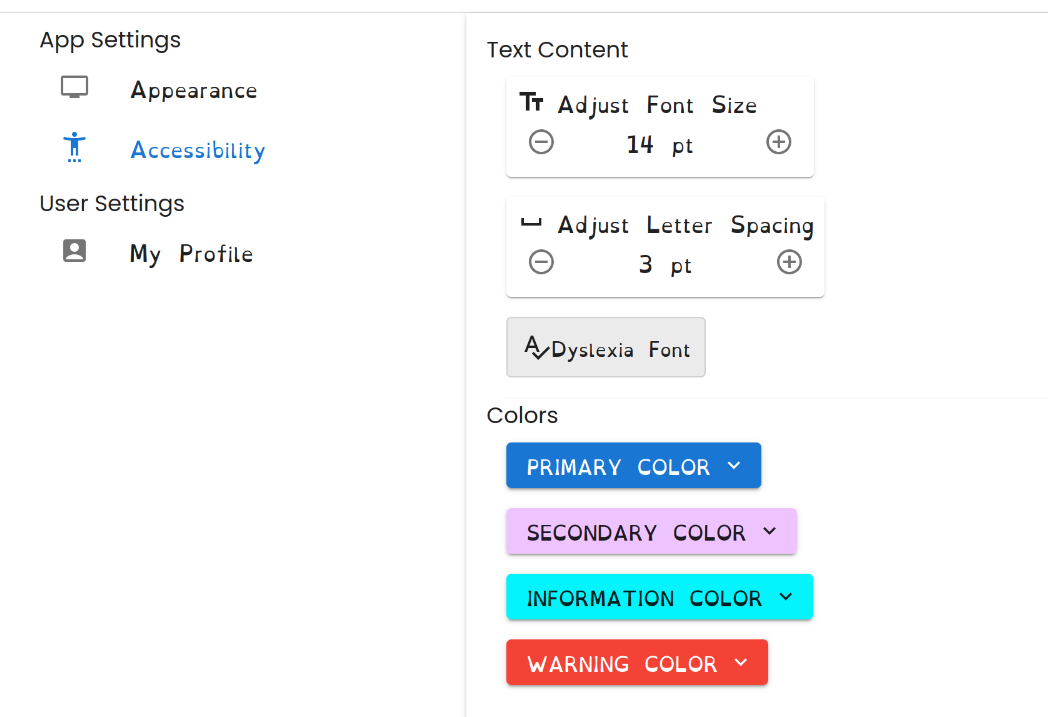 App Settings
Appearance
Accessibility
User Settings
My Profile
Text Content
Adjust Font Size
14 pt
Adjust Letter Spacing
3 pt
Dyslexia Font
Colors
PRIMARY COLOR
SECONDARY COLOR
INFORMATION COLOR
WARNING COLOR